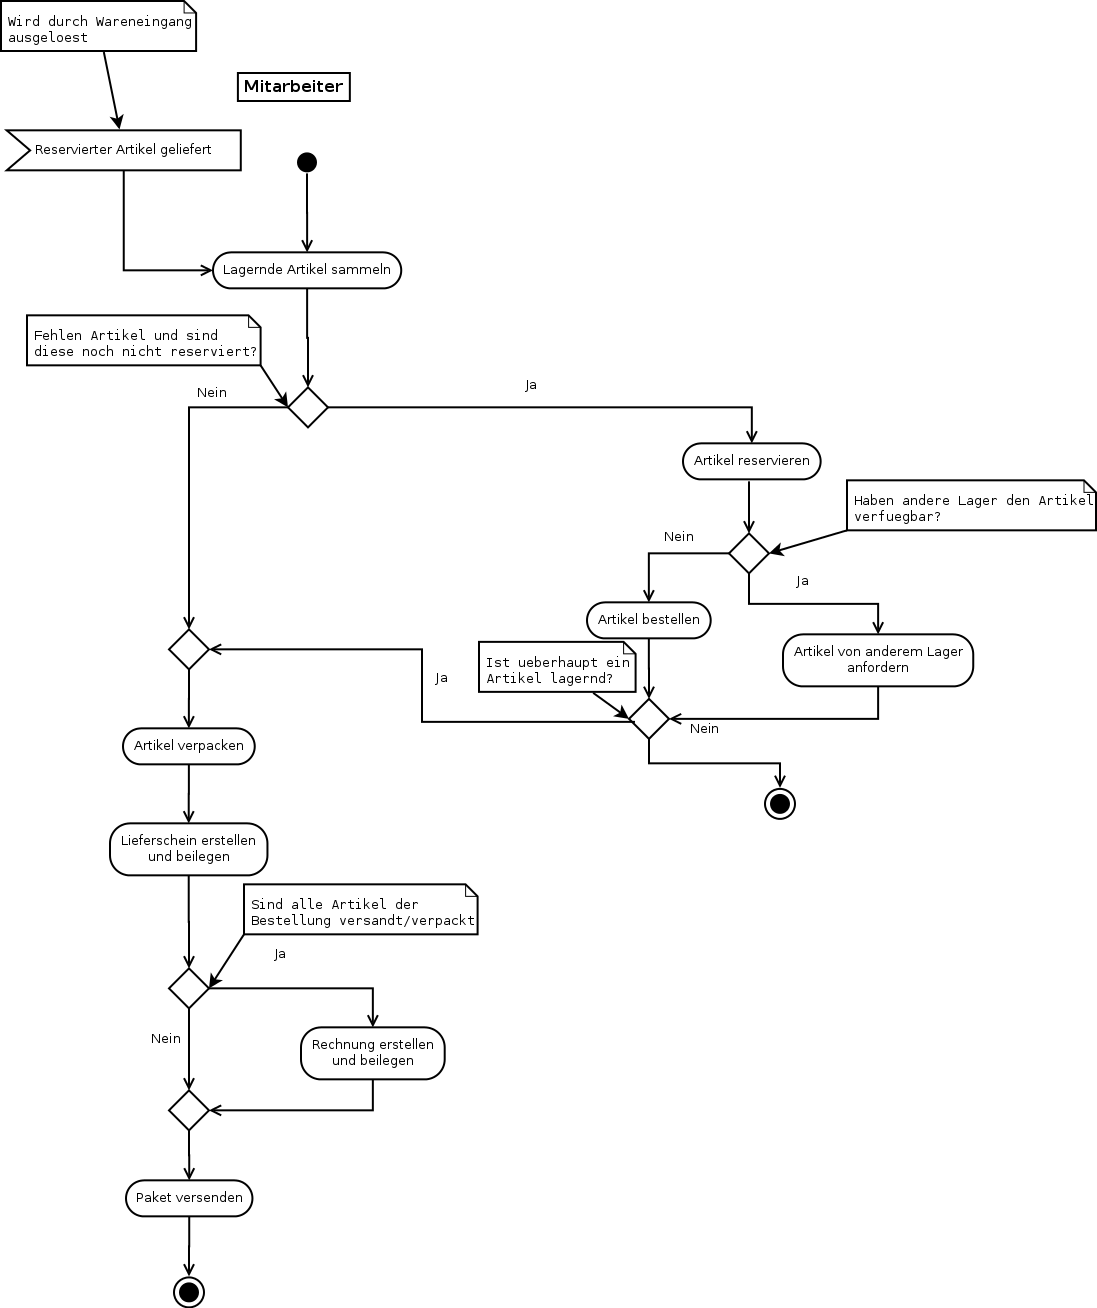 Wird durch Wareneingang
ausgeloest
Mitarbeiter
Reservierter Artikel geliefert
Lagernde Artikel sammeln
Fehlen Artikel und sind
diese noch nicht reserviert?
Nein
Ja
Artikel reservieren
Haben andere Lager den Artikel
verfuegbar?
Nein
Ja
Artikel bestellen
Artikel von anderem Lager
anfordern
Ist ueberhaupt ein
Artikel lagernd?
Ja
Nein
Artikel verpacken
Lieferschein erstellen
und beilegen
Sind alle Artikel der
Bestellung versandt/verpackt
Ja
Nein
Rechnung erstellen
und beilegen
Paket versenden